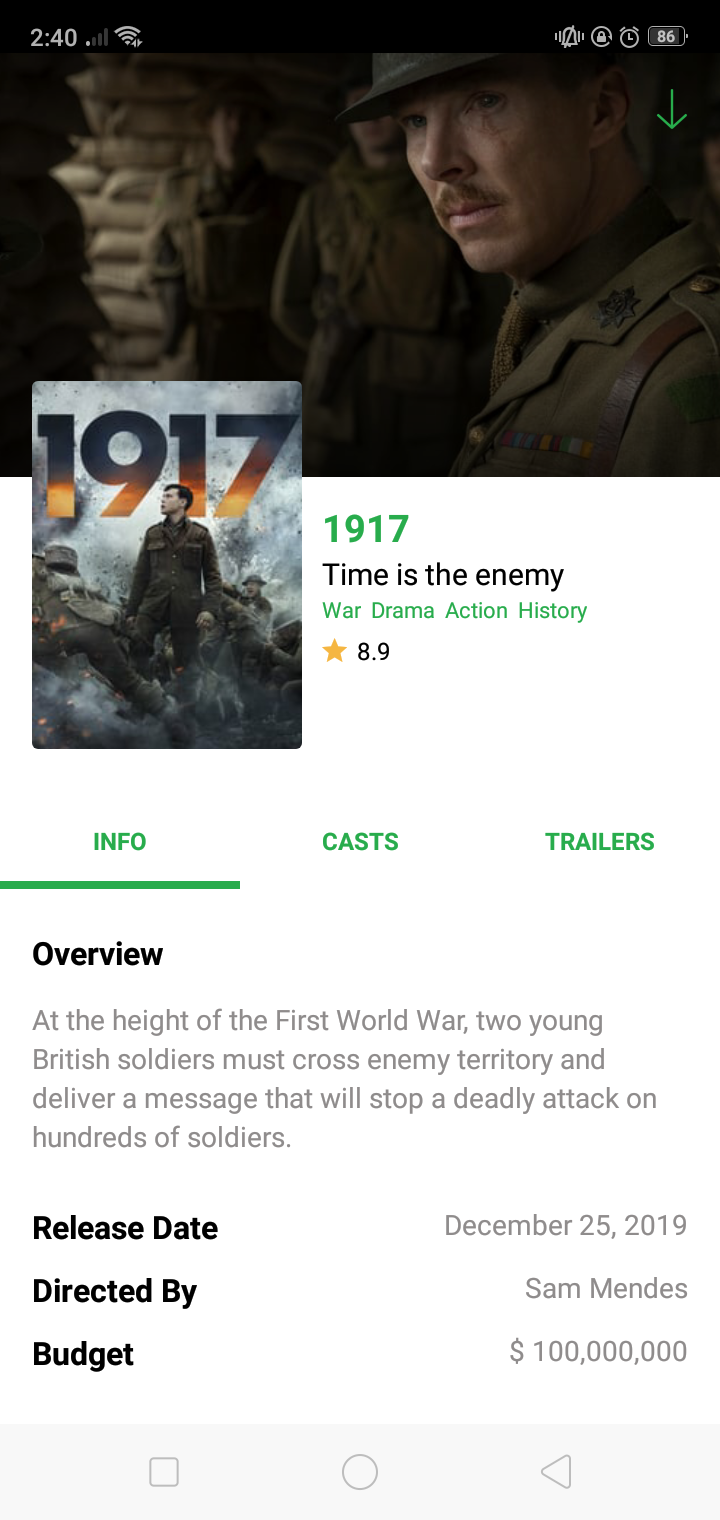 2:40
86
1917
1917
Time is the enemy
War Drama Action History
8.9
INFO CASTS TRAILERS
Overview
At the height of the First World War, two young
British soldiers must cross enemy territory and
deliver a message that will stop a deadly attack on
hundreds of soldiers.
Release Date December 25, 2019
Directed By Sam Mendes
Budget $ 100,000,000